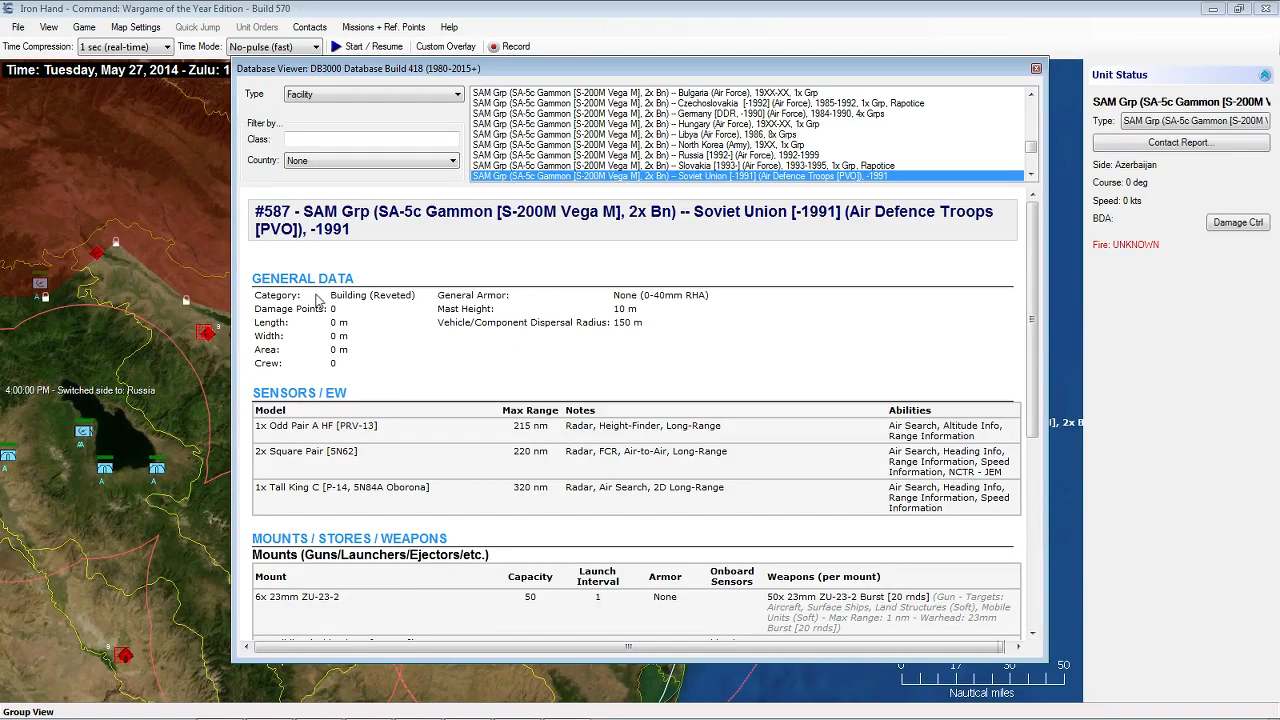 Iron Hand - Command: Wargame of the Year Edition - Build 570
File View Game Map Settings Quick Jump Unit Orders Contacts Missions + Ref. Points Help
Time Compression: 1 sec (real-time) Time Mode: No-pulse (fast) Start / Resume Custom Overlay Record
Time: Tuesday, May 27, 2014 - Zulu: 1
Database Viewer: DB3000 Database Build 418 (1980-2015+)
Type Facility
Filter by...
Class:
Country: None
SAM Grp (SA-5c Gammon [S-200M Vega M], 2x Bn) -- Bulgaria (Air Force), 19XX-XX, 1x Grp
SAM Grp (SA-5c Gammon [S-200M Vega M], 2x Bn) -- Czechoslovakia [-1992] (Air Force), 1985-1992, 1x Grp, Rapotice
SAM Grp (SA-5c Gammon [S-200M Vega M], 2x Bn) -- Germany [DDR, -1990] (Air Force), 1984-1990, 4x Grps
SAM Grp (SA-5c Gammon [S-200M Vega M], 2x Bn) -- Hungary (Air Force), 19XX-XX, 1x Grp
SAM Grp (SA-5c Gammon [S-200M Vega M], 2x Bn) -- Libya (Air Force), 1986, 8x Grps
SAM Grp (SA-5c Gammon [S-200M Vega M], 2x Bn) -- North Korea (Army), 19XX, 1x Grp
SAM Grp (SA-5c Gammon [S-200M Vega M], 2x Bn) -- Russia [1992-] (Air Force), 1992-1999
SAM Grp (SA-5c Gammon [S-200M Vega M], 2x Bn) -- Slovakia [1993-] (Air Force), 1993-1995, 1x Grp, Rapotice
SAM Grp (SA-5c Gammon [S-200M Vega M], 2x Bn) -- Soviet Union [-1991] (Air Defence Troops [PVO]), -1991
#587 - SAM Grp (SA-5c Gammon [S-200M Vega M], 2x Bn) -- Soviet Union [-1991] (Air Defence Troops
[PVO]), -1991
GENERAL DATA
Category: Building (Reveted) General Armor: None (0-40mm RHA)
Damage Points: 0 Mast Height: 10 m
Length: 0 m Vehicle/Component Dispersal Radius: 150 m
Width: 0 m
Area: 0 m
Crew: 0
SENSORS / EW
Model Max Range Notes Abilities
1x Odd Pair A HF [PRV-13] 215 nm Radar, Height-Finder, Long-Range Air Search, Altitude Info,
Range Information
2x Square Pair [5N62] 220 nm Radar, FCR, Air-to-Air, Long-Range Air Search, Heading Info,
Range Information, Speed
Information, NCTR - JEM
1x Tall King C [P-14, 5N84A Oborona] 320 nm Radar, Air Search, 2D Long-Range Air Search, Heading Info,
Range Information, Speed
Information
MOUNTS / STORES / WEAPONS
Mounts (Guns/Launchers/Ejectors/etc.)
Mount Capacity Launch Interval Armor Onboard Sensors Weapons (per mount)
6x 23mm ZU-23-2 50 1 None 50x 23mm ZU-23-2 Burst [20 rnds] (Gun - Targets:
Aircraft, Surface Ships, Land Structures (Soft), Mobile
Units (Soft) - Max Range: 1 nm - Warhead: 23mm
Burst [20 rnds])
Unit Status
SAM Grp (SA-5c Gammon [S-200M
Type: SAM Grp (SA-5c Gammon [S-200M V
Contact Report...
Side: Azerbaijan
Course: 0 deg
Speed: 0 kts
BDA:
Damage Ctrl
Fire: UNKNOWN
4:00:00 PM - Switched side to: Russia
], 2x B
A
9
AA
A
A
A
9
0 17 33 50
Nautical miles
Group View